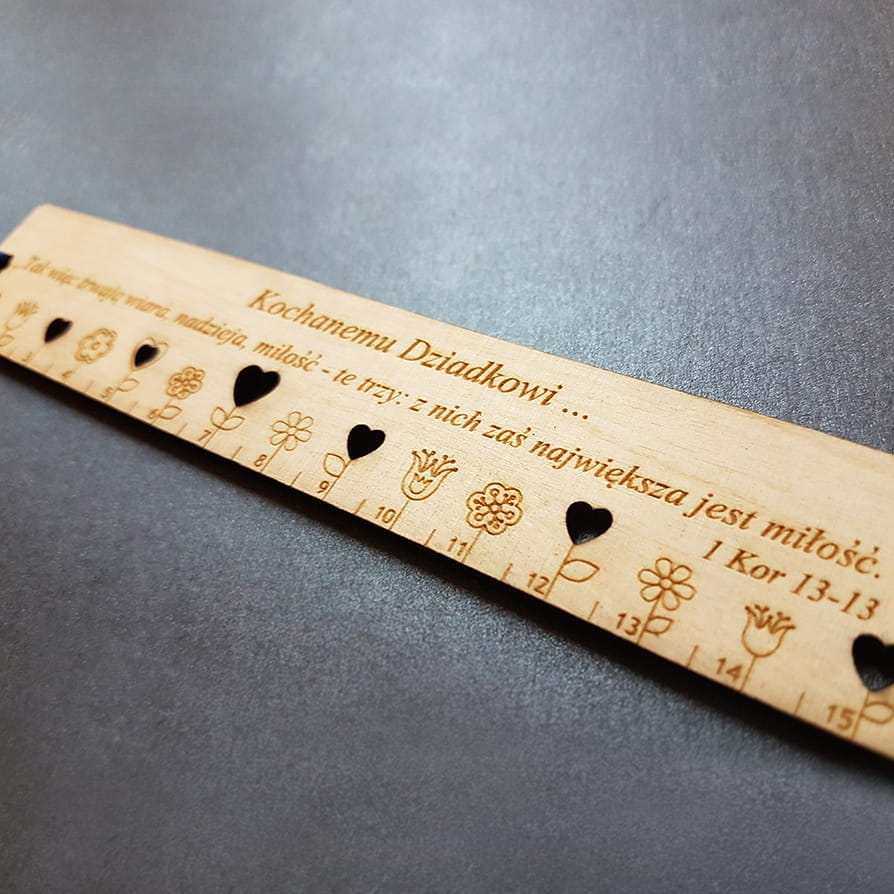 Kochanemu Dziadkowi ...
„Tak więc trwają wiara, nadzieja, miłość - te trzy: z nich zaś największa jest miłość.
1 Kor 13-13
3 4 5 6 7 8 9 10 11 12 13 14 15